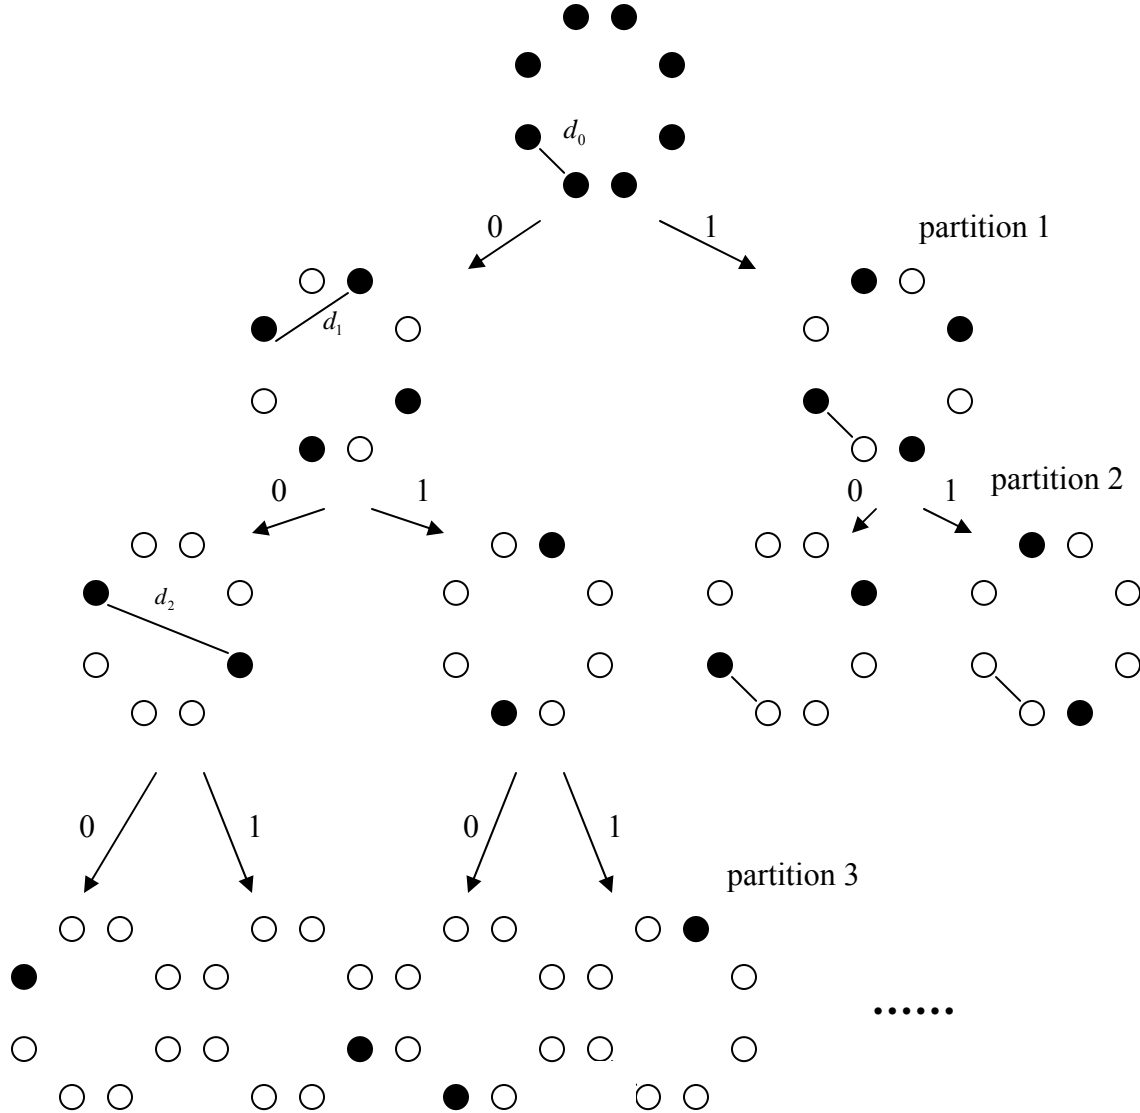 d0
0 1 partition 1
d1
0 1 0 1 partition 2
d2
0 1 0 1
partition 3
......